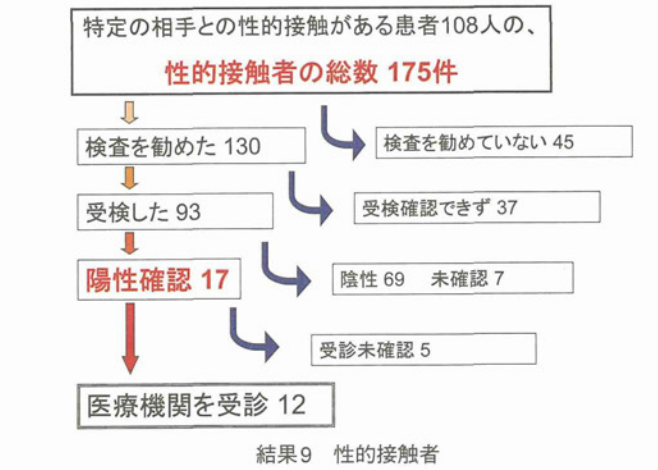 特定の相手との性的接触がある患者108人の、
性的接触者の総数 175件
検査を勧めた 130
検査を勧めていない 45
受検した 93
受検確認できず 37
陽性確認 17
陰性 69　未確認 7
受診未確認 5
医療機関を受診 12
結果9　性的接触者